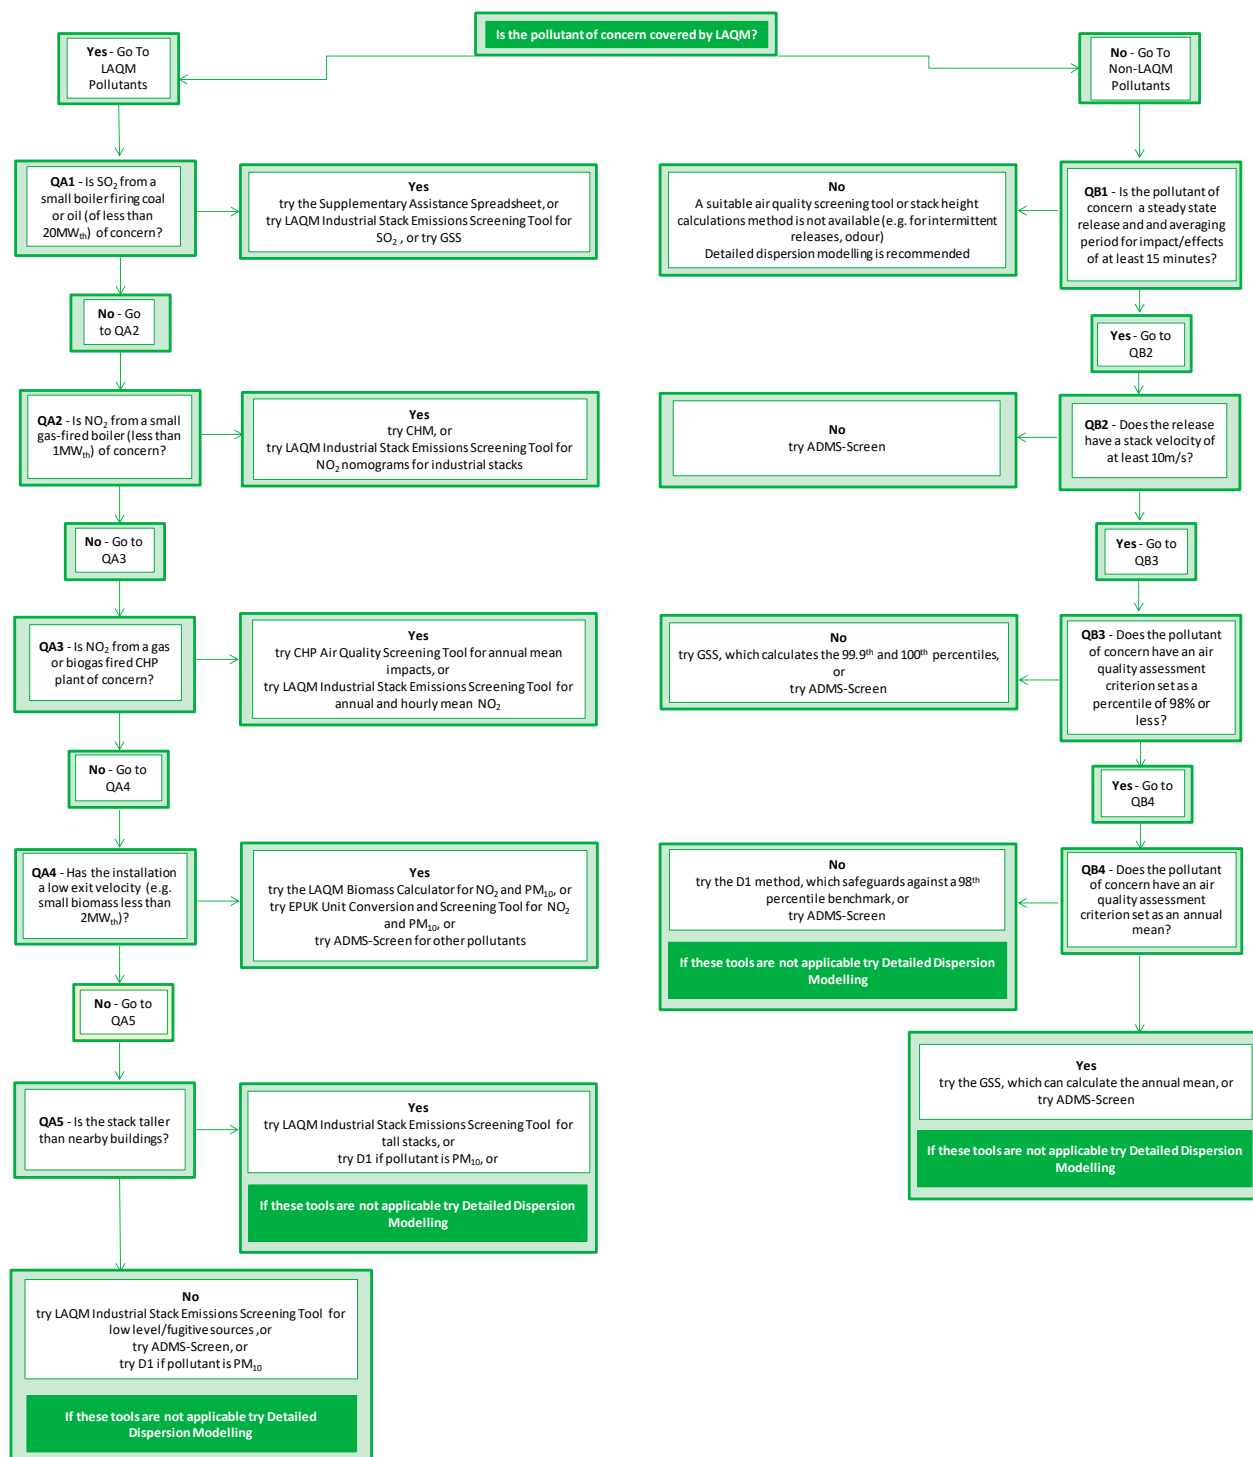 Is the pollutant of concern covered by LAQM?
Yes - Go To
LAQM
Pollutants
No - Go To
Non-LAQM
Pollutants
QA1 - Is SO₂ from a
small boiler firing coal
or oil (of less than
20MWₜₕ) of concern?
Yes
try the Supplementary Assistance Spreadsheet, or
try LAQM Industrial Stack Emissions Screening Tool for
SO₂ , or try GSS
No - Go
to QA2
QA2 - Is NO₂ from a small
gas-fired boiler (less than
1MWₜₕ) of concern?
Yes
try CHM, or
try LAQM Industrial Stack Emissions Screening Tool for
NO₂ nomograms for industrial stacks
No - Go to
QA3
QA3 - Is NO₂ from a gas
or biogas fired CHP
plant of concern?
Yes
try CHP Air Quality Screening Tool for annual mean
impacts, or
try LAQM Industrial Stack Emissions Screening Tool for
annual and hourly mean NO₂
No - Go to
QA4
QA4 - Has the installation
a low exit velocity (e.g.
small biomass less than
2MWₜₕ)?
Yes
try the LAQM Biomass Calculator for NO₂ and PM₁₀, or
try EPUK Unit Conversion and Screening Tool for NO₂
and PM₁₀, or
try ADMS-Screen for other pollutants
No - Go to
QA5
QA5 - Is the stack taller
than nearby buildings?
Yes
try LAQM Industrial Stack Emissions Screening Tool for
tall stacks, or
try D1 if pollutant is PM₁₀, or
If these tools are not applicable try Detailed Dispersion
Modelling
No
try LAQM Industrial Stack Emissions Screening Tool for
low level/fugitive sources ,or
try ADMS-Screen, or
try D1 if pollutant is PM₁₀
If these tools are not applicable try Detailed
Dispersion Modelling
QB1 - Is the pollutant of
concern a steady state
release and and averaging
period for impact/effects
of at least 15 minutes?
No
A suitable air quality screening tool or stack height
calculations method is not available (e.g. for intermittent
releases, odour)
Detailed dispersion modelling is recommended
Yes - Go to
QB2
QB2 - Does the release
have a stack velocity of
at least 10m/s?
No
try ADMS-Screen
Yes - Go to
QB3
QB3 - Does the pollutant
of concern have an air
quality assessment
criterion set as a
percentile of 98% or
less?
No
try GSS, which calculates the 99.9ᵗʰ and 100ᵗʰ percentiles,
or
try ADMS-Screen
Yes - Go to
QB4
QB4 - Does the pollutant
of concern have an air
quality assessment
criterion set as an annual
mean?
No
try the D1 method, which safeguards against a 98ᵗʰ
percentile benchmark, or
try ADMS-Screen
If these tools are not applicable try Detailed Dispersion
Modelling
Yes
try the GSS, which can calculate the annual mean, or
try ADMS-Screen
If these tools are not applicable try Detailed Dispersion
Modelling